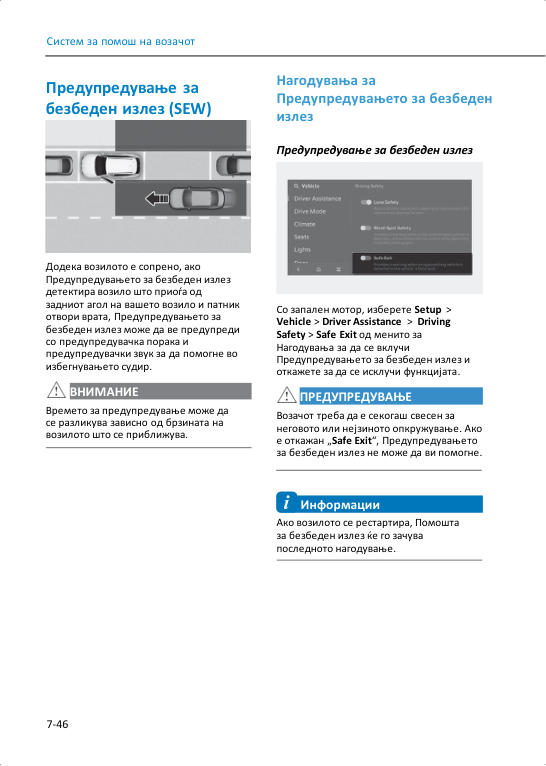 Систем за помош на возачот
Предупредување за
безбеден излез (SEW)
Додека возилото е сопрено, ако
Предупредувањето за безбеден излез
детектира возило што приоѓа од
задниот агол на вашето возило и патник
отвори врата, Предупредувањето за
безбеден излез може да ве предупреди
со предупредувачка порака и
предупредувачки звук за да помогне во
избегнувањето судир.
ВНИМАНИЕ
Времето за предупредување може да
се разликува зависно од брзината на
возилото што се приближува.
Нагодувања за
Предупредувањето за безбеден
излез
Предупредување за безбеден излез
Vehicle
Driving Safety
Driver Assistance
Drive Mode
Climate
Seats
Lights
Lane Safety
Blind-Spot Safety
Safe Exit
Со запален мотор, изберете Setup >
Vehicle > Driver Assistance > Driving
Safety > Safe Exit од менито за
Нагодувања за да се вклучи
Предупредувањето за безбеден излез и
откажете за да се исклучи функцијата.
ПРЕДУПРЕДУВАЊЕ
Возачот треба да е секогаш свесен за
неговото или нејзиното опкружување. Ако
е откажан „Safe Exit“, Предупредувањето
за безбеден излез не може да ви помогне.
i Информации
Ако возилото се рестартира, Помошта
за безбеден излез ќе го зачува
последното нагодување.
7-46